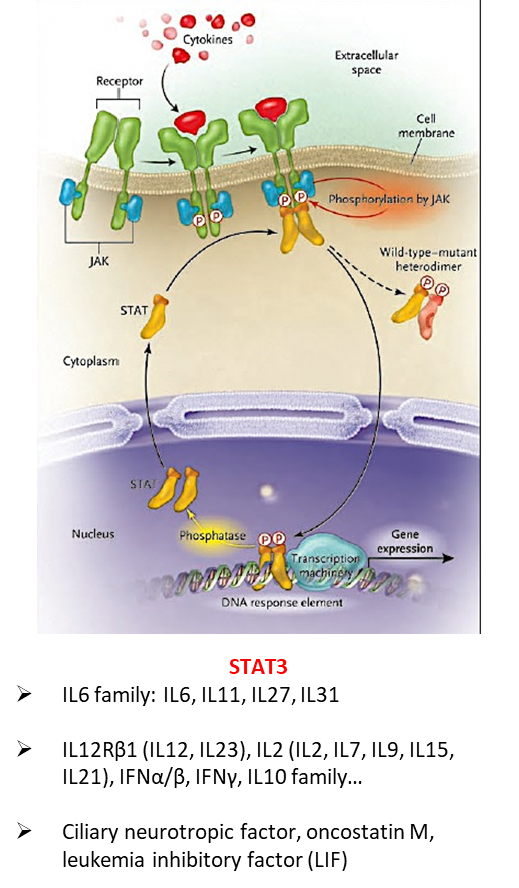 Cytokines
Extracellular
space
Receptor
Cell
membrane
P P
P P
Phosphorylation by JAK
JAK
Wild-type–mutant
heterodimer
P P
STAT
Cytoplasm
STAT
Nucleus
Phosphatase
P P
Gene
expression
Transcription
machinery
DNA response element
STAT3
➢ IL6 family: IL6, IL11, IL27, IL31
➢ IL12Rβ1 (IL12, IL23), IL2 (IL2, IL7, IL9, IL15,
IL21), IFNα/β, IFNγ, IL10 family...
➢ Ciliary neurotropic factor, oncostatin M,
leukemia inhibitory factor (LIF)